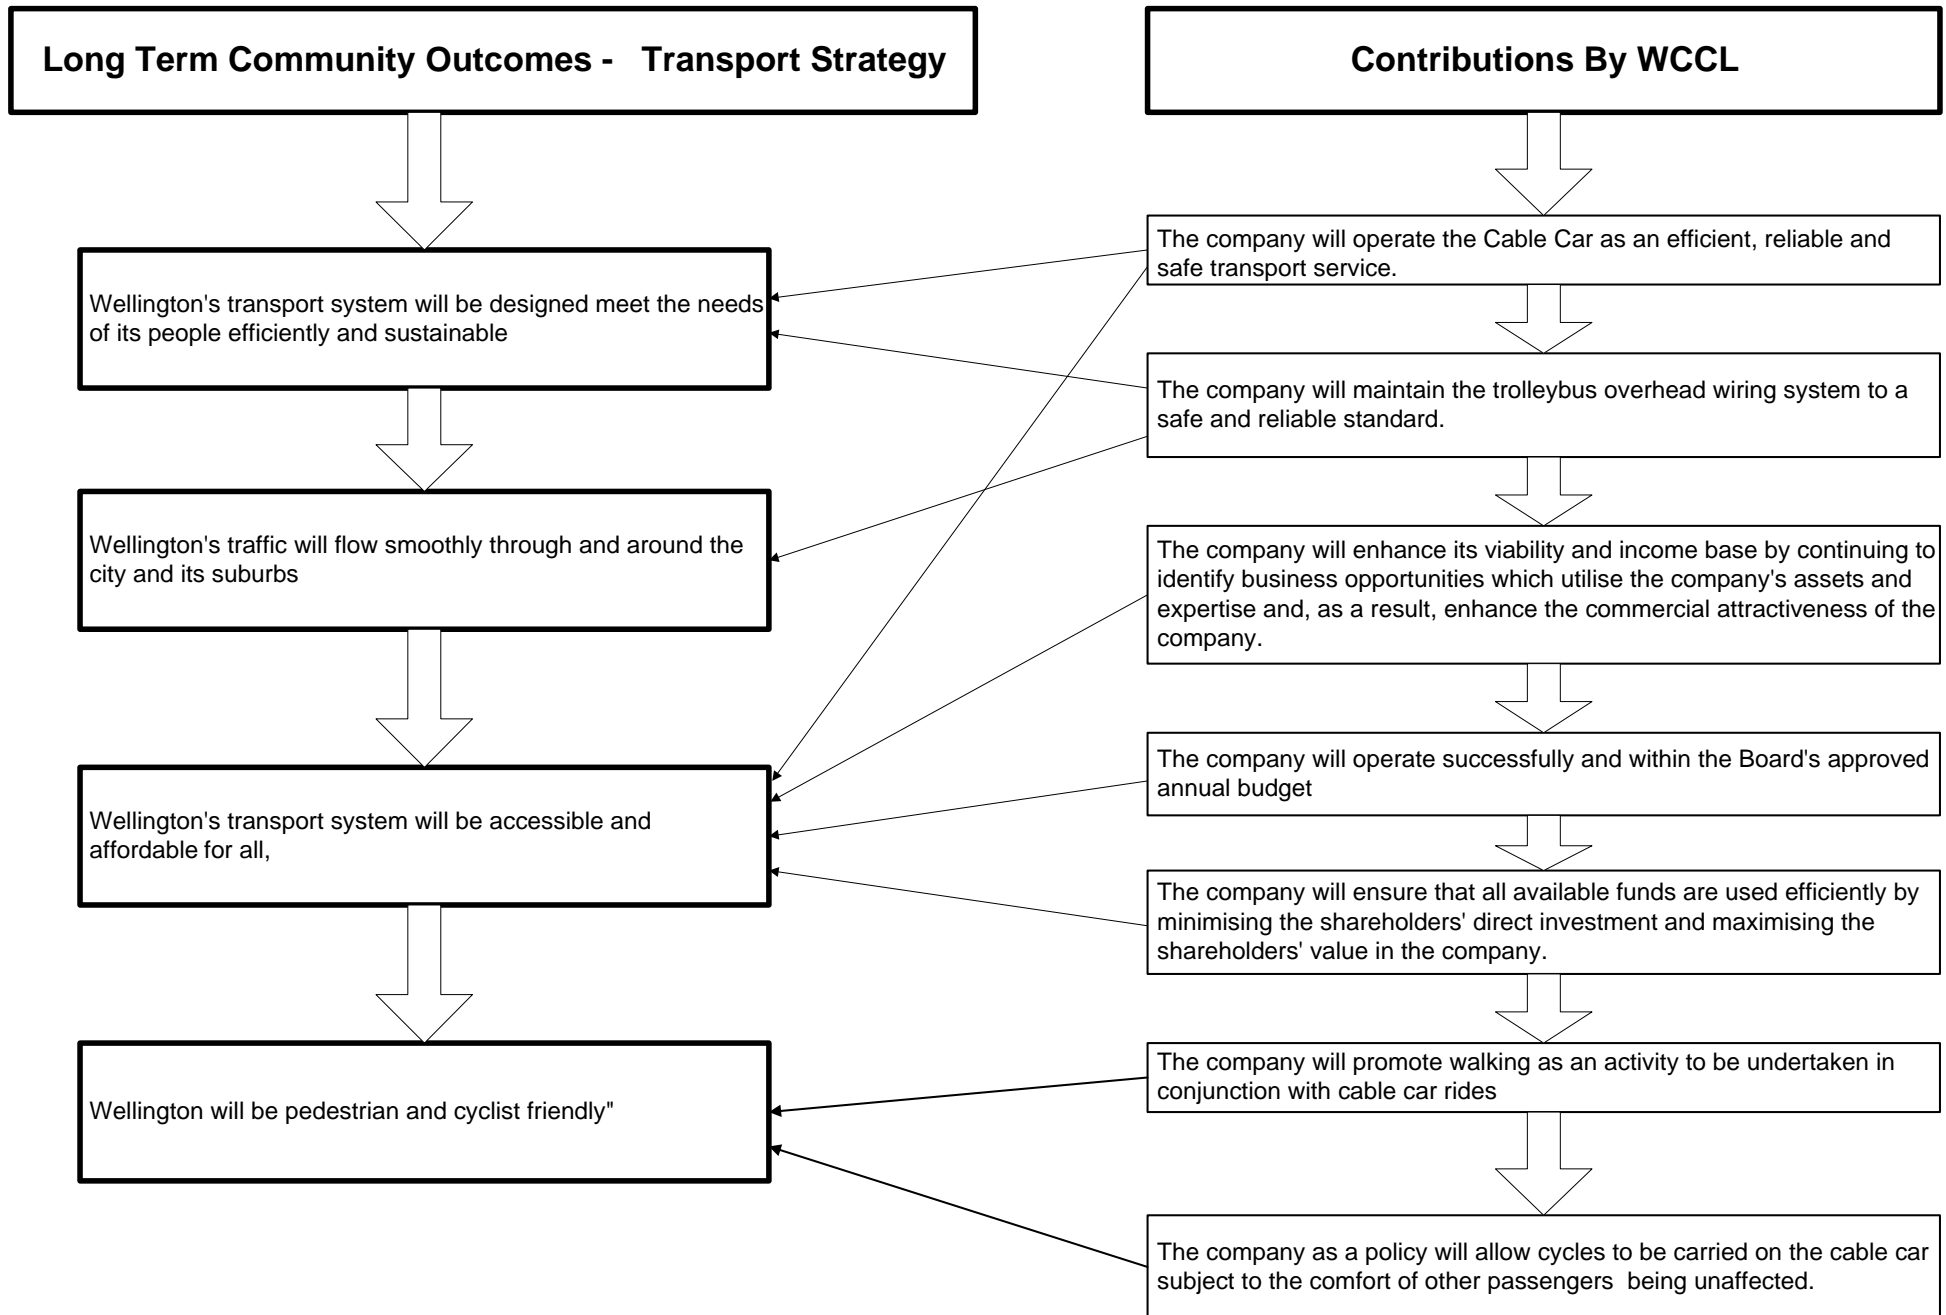 Long Term Community Outcomes -   Transport Strategy
Wellington's transport system will be designed meet the needs
of its people efficiently and sustainable
Wellington's traffic will flow smoothly through and around the
city and its suburbs
Wellington's transport system will be accessible and
affordable for all,
Wellington will be pedestrian and cyclist friendly"
Contributions By WCCL
The company will operate the Cable Car as an efficient, reliable and
safe transport service.
The company will maintain the trolleybus overhead wiring system to a
safe and reliable standard.
The company will enhance its viability and income base by continuing to
identify business opportunities which utilise the company's assets and
expertise and, as a result, enhance the commercial attractiveness of the
company.
The company will operate successfully and within the Board's approved
annual budget
The company will ensure that all available funds are used efficiently by
minimising the shareholders' direct investment and maximising the
shareholders' value in the company.
The company will promote walking as an activity to be undertaken in
conjunction with cable car rides
The company as a policy will allow cycles to be carried on the cable car
subject to the comfort of other passengers  being unaffected.